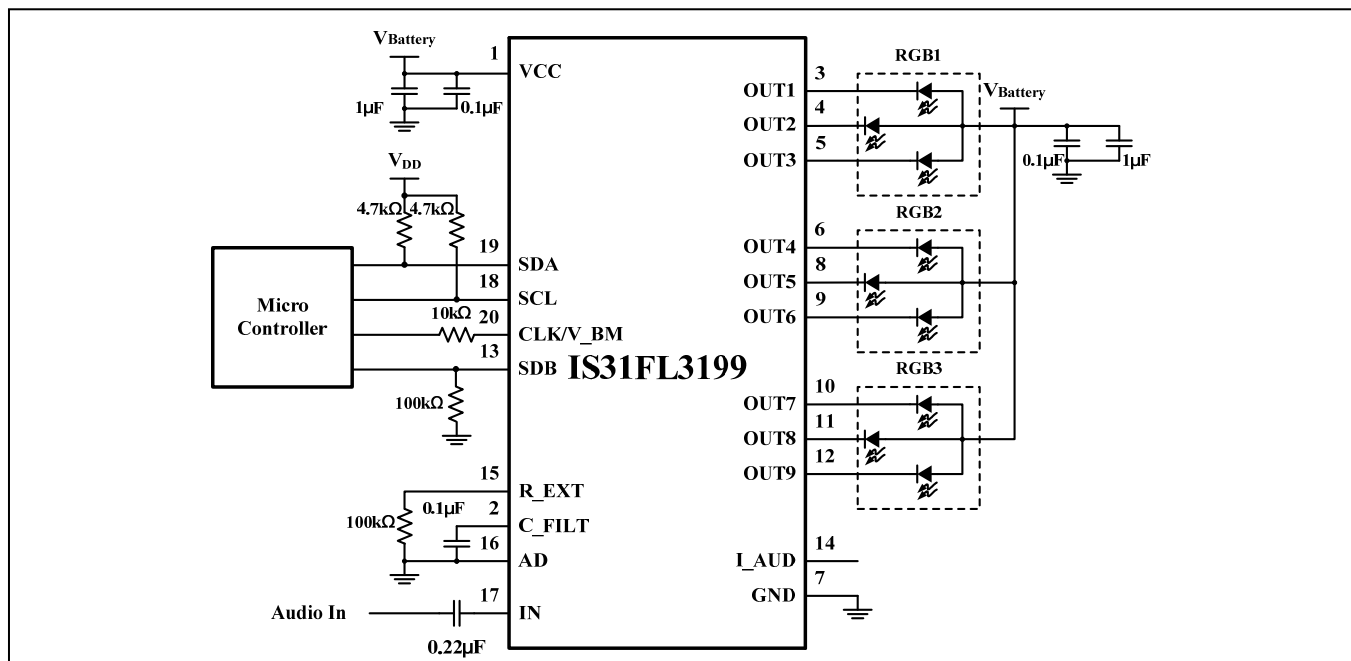 VBattery
1
VCC
1µF
0.1µF
VDD
4.7kΩ
4.7kΩ
19
SDA
18
SCL
10kΩ
20
CLK/V_BM
13
SDB
100kΩ
Micro
Controller
IS31FL3199
15
R_EXT
0.1µF
2
C_FILT
100kΩ
16
AD
17
Audio In
IN
0.22µF
RGB1
3
OUT1
4
OUT2
5
OUT3
VBattery
0.1µF
1µF
RGB2
6
OUT4
8
OUT5
9
OUT6
RGB3
10
OUT7
11
OUT8
12
OUT9
14
I_AUD
7
GND